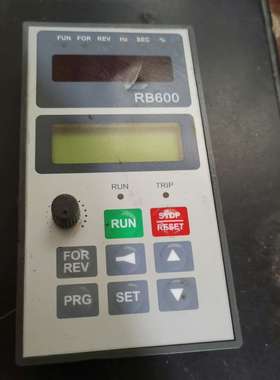 FUN FOR REV Hz SEC %
RB600
RUN TRIP
RUN STOP
RESET
FOR
REV
PRG SET